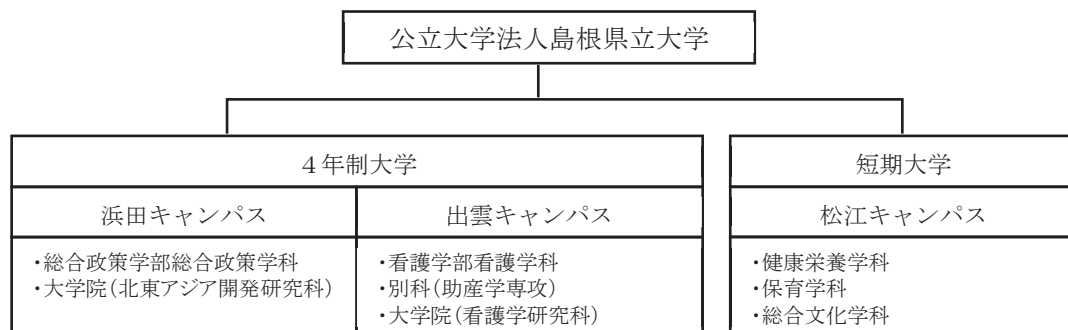 公立大学法人島根県立大学
４年制大学
短期大学
浜田キャンパス
出雲キャンパス
松江キャンパス
・総合政策学部総合政策学科
・大学院（北東アジア開発研究科）
・看護学部看護学科
・別科（助産学専攻）
・大学院（看護学研究科）
・健康栄養学科
・保育学科
・総合文化学科